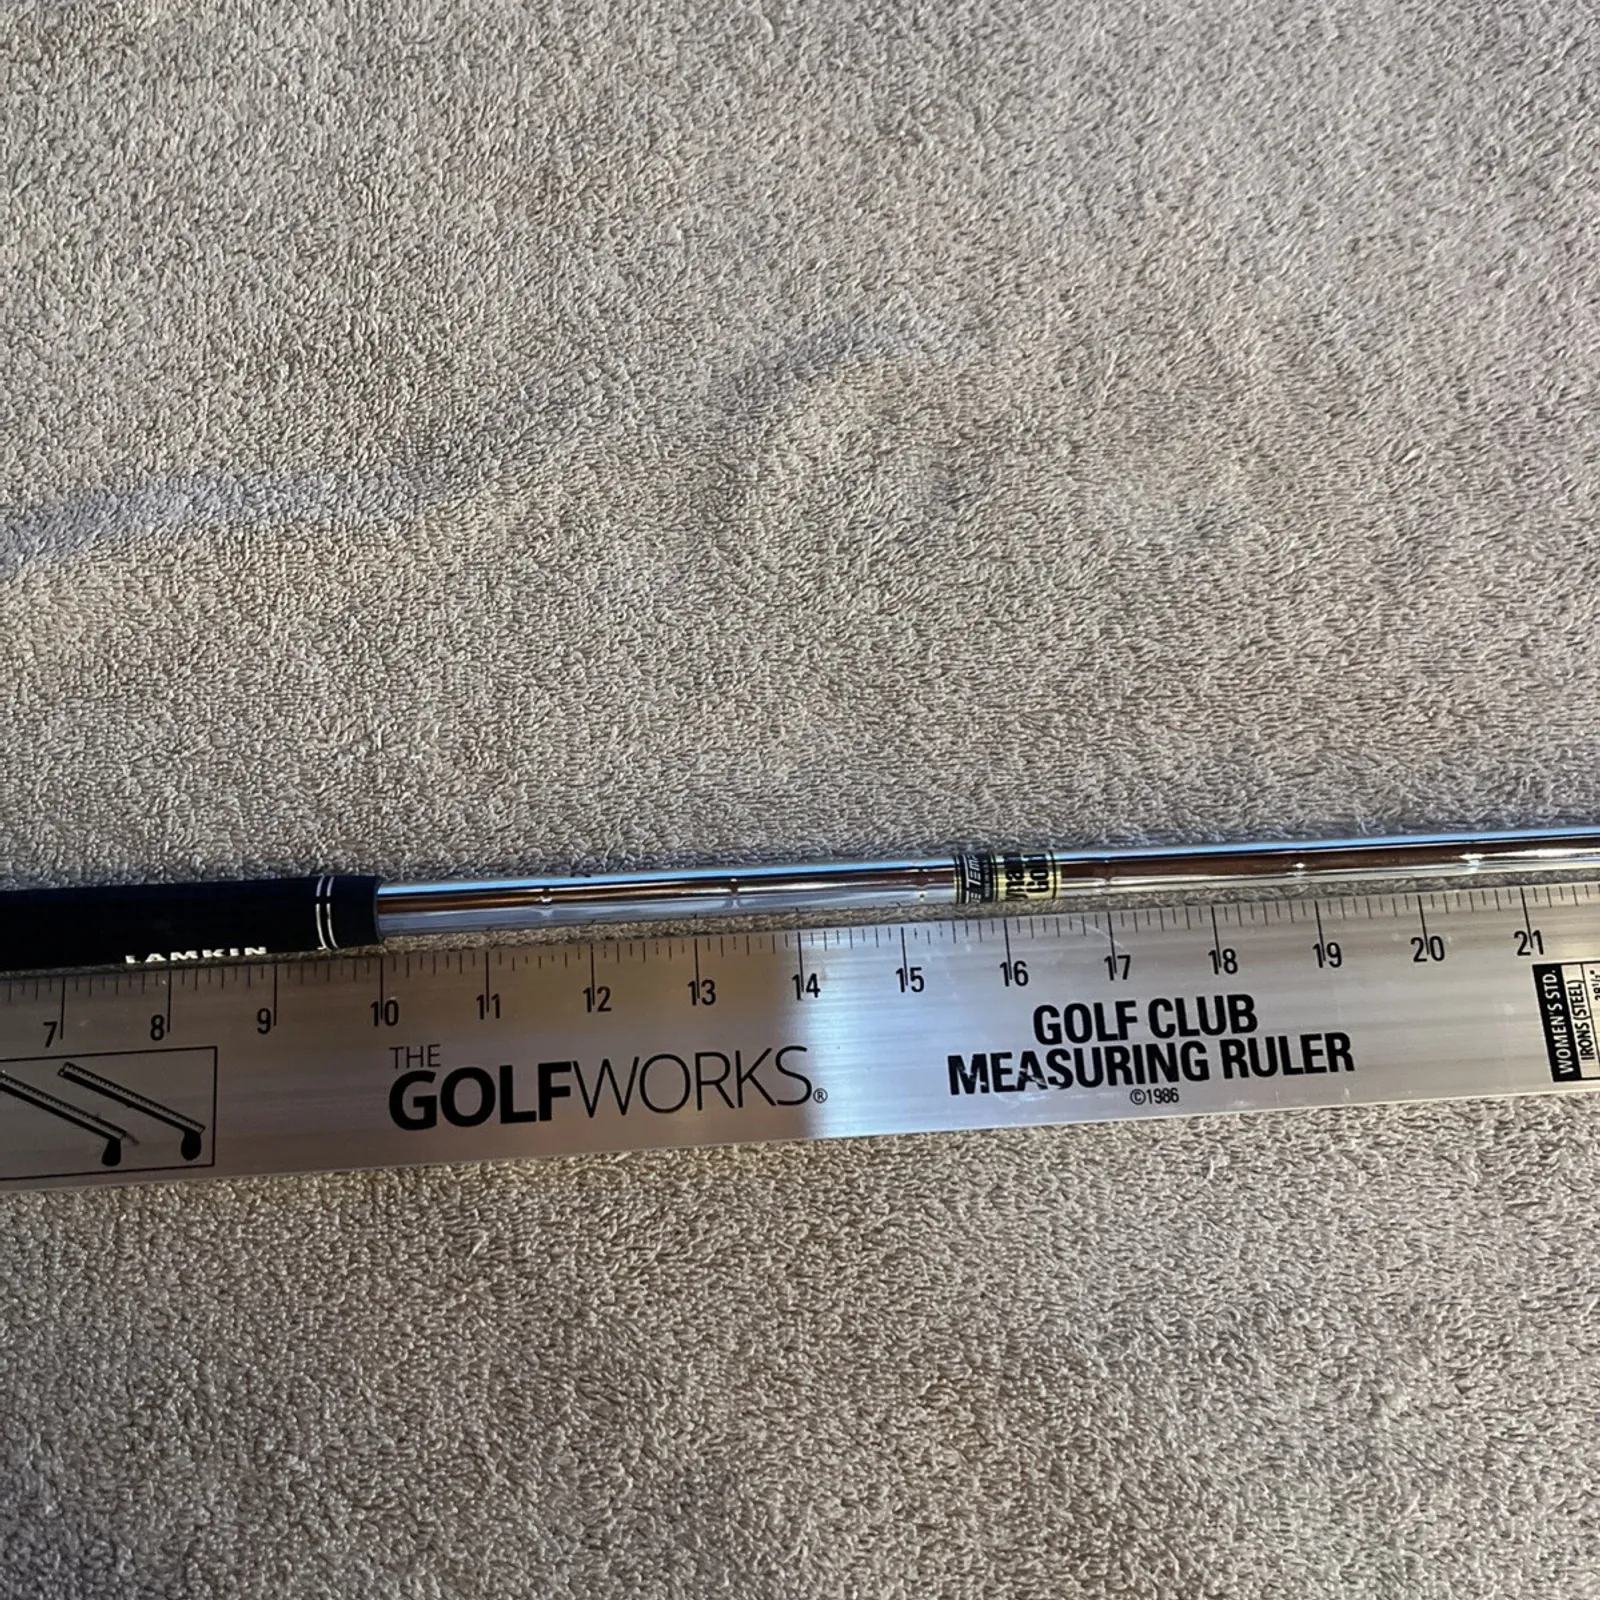 LAMKIN
7 8 9 10 11 12 13 14 15 16 17 18 19 20 21
THE
GOLFWORKS®
GOLF CLUB
MEASURING RULER
©1986
WOMEN'S STD.
IRONS (STEEL)